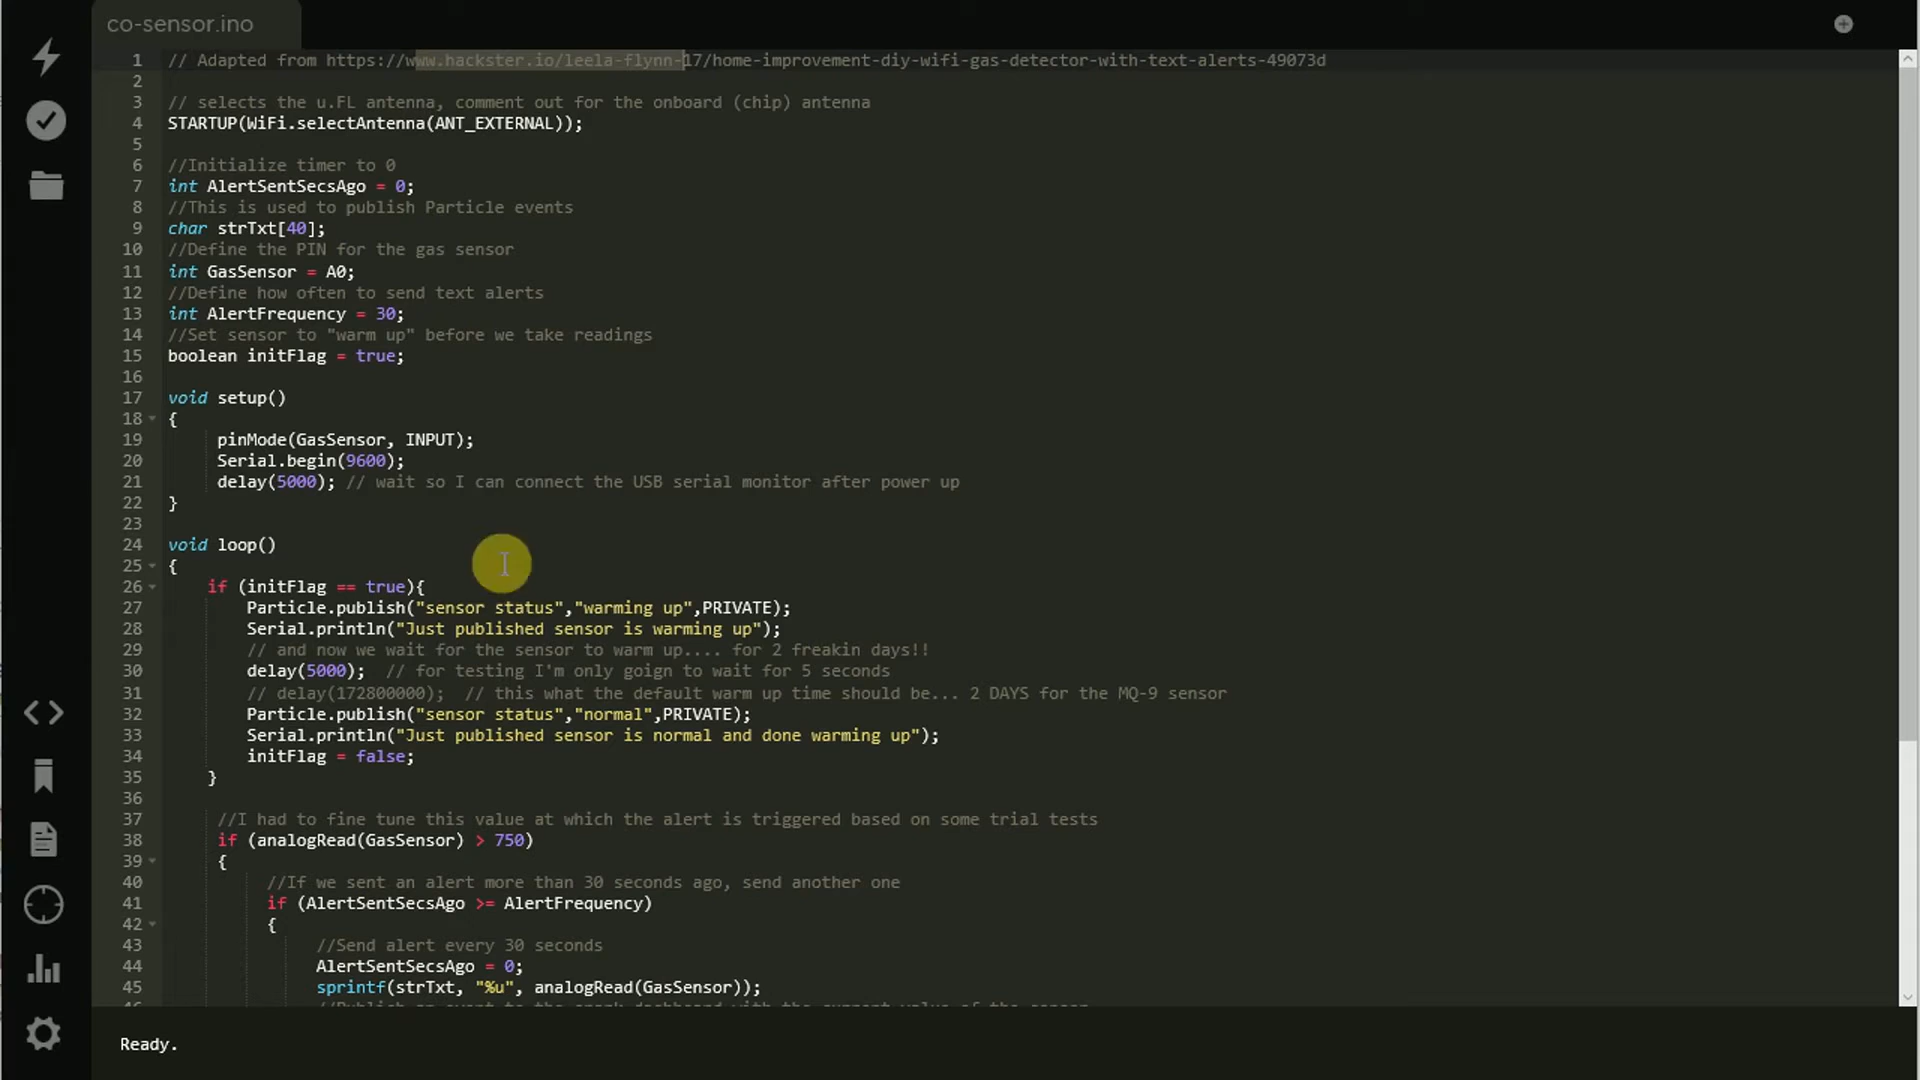 co-sensor.ino
1 // Adapted from https://www.hackster.io/leela-flynn-17/home-improvement-diy-wifi-gas-detector-with-text-alerts-49073d
2
3 // selects the u.FL antenna, comment out for the onboard (chip) antenna
4 STARTUP(WiFi.selectAntenna(ANT_EXTERNAL));
5
6 //Initialize timer to 0
7 int AlertSentSecsAgo = 0;
8 //This is used to publish Particle events
9 char strTxt[40];
10 //Define the PIN for the gas sensor
11 int GasSensor = A0;
12 //Define how often to send text alerts
13 int AlertFrequency = 30;
14 //Set sensor to "warm up" before we take readings
15 boolean initFlag = true;
16
17 void setup()
18 {
19 pinMode(GasSensor, INPUT);
20 Serial.begin(9600);
21 delay(5000); // wait so I can connect the USB serial monitor after power up
22 }
23
24 void loop()
25 {
26 if (initFlag == true){
27 Particle.publish("sensor status","warming up",PRIVATE);
28 Serial.println("Just published sensor is warming up");
29 // and now we wait for the sensor to warm up.... for 2 freakin days!!
30 delay(5000); // for testing I'm only goign to wait for 5 seconds
31 // delay(172800000); // this what the default warm up time should be... 2 DAYS for the MQ-9 sensor
32 Particle.publish("sensor status","normal",PRIVATE);
33 Serial.println("Just published sensor is normal and done warming up");
34 initFlag = false;
35 }
36
37 //I had to fine tune this value at which the alert is triggered based on some trial tests
38 if (analogRead(GasSensor) > 750)
39 {
40 //If we sent an alert more than 30 seconds ago, send another one
41 if (AlertSentSecsAgo >= AlertFrequency)
42 {
43 //Send alert every 30 seconds
44 AlertSentSecsAgo = 0;
45 sprintf(strTxt, "%u", analogRead(GasSensor));
Ready.